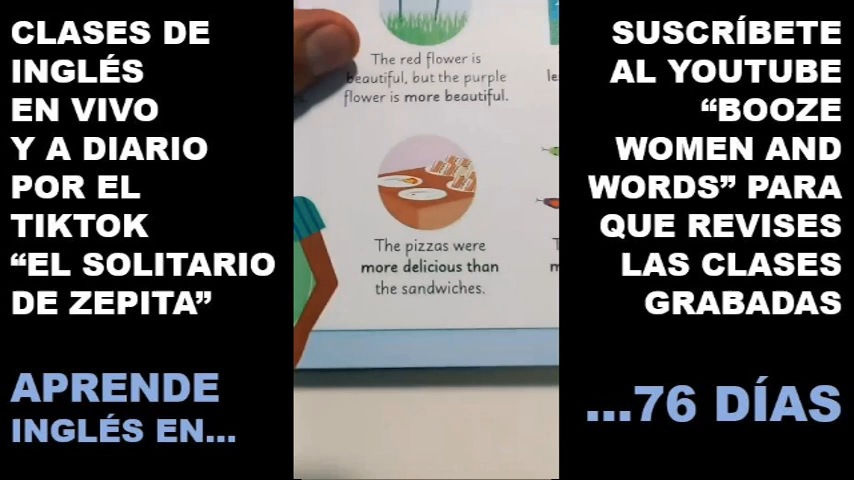 CLASES DE
INGLÉS
EN VIVO
Y A DIARIO
POR EL
TIKTOK
“EL SOLITARIO
DE ZEPITA”
APRENDE
INGLÉS EN...
The red flower is
beautiful, but the purple
flower is more beautiful.
le
The pizzas were
more delicious than
the sandwiches.
T
m
SUSCRÍBETE
AL YOUTUBE
“BOOZE
WOMEN AND
WORDS” PARA
QUE REVISES
LAS CLASES
GRABADAS
...76 DÍAS